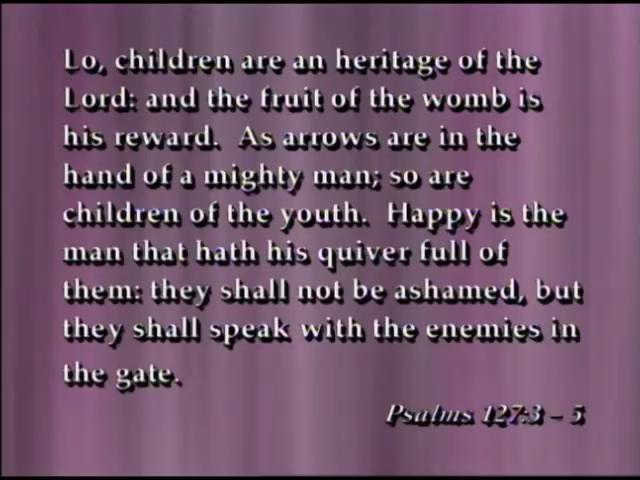 Lo, children are an heritage of the
Lord: and the fruit of the womb is
his reward.  As arrows are in the
hand of a mighty man; so are
children of the youth.  Happy is the
man that hath his quiver full of
them: they shall not be ashamed, but
they shall speak with the enemies in
the gate.
Psalms 127:3 – 5